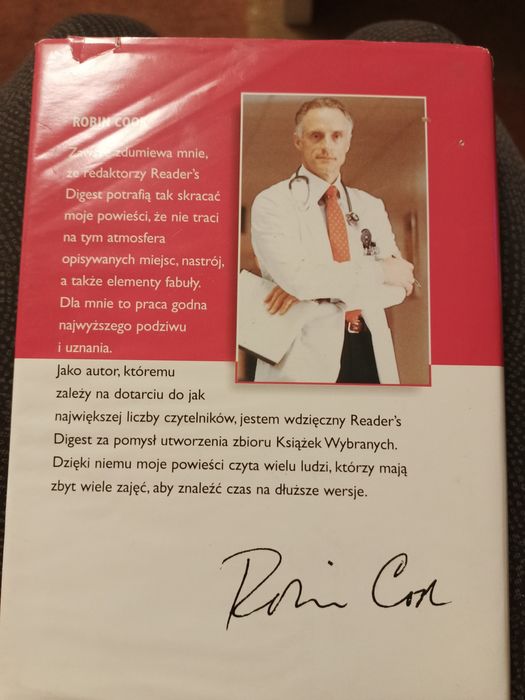 ROBIN COOK
Zawsze zdumiewa mnie,
że redaktorzy Reader's
Digest potrafią tak skracać
moje powieści, że nie traci
na tym atmosfera
opisywanych miejsc, nastrój,
a także elementy fabuły.
Dla mnie to praca godna
najwyższego podziwu
i uznania.
Jako autor, któremu
zależy na dotarciu do jak
największej liczby czytelników, jestem wdzięczny Reader's
Digest za pomysł utworzenia zbioru Książek Wybranych.
Dzięki niemu moje powieści czyta wielu ludzi, którzy mają
zbyt wiele zajęć, aby znaleźć czas na dłuższe wersje.
Robin Cook